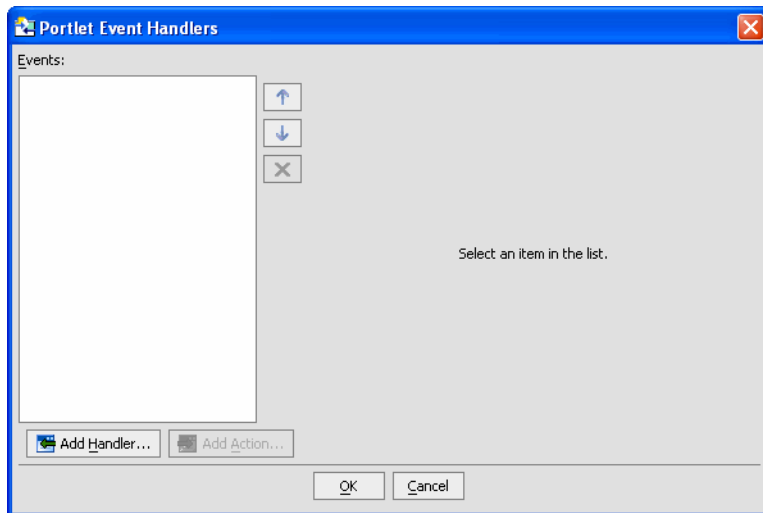 Portlet Event Handlers
Events:
Select an item in the list.
Add Handler... Add Action...
OK Cancel